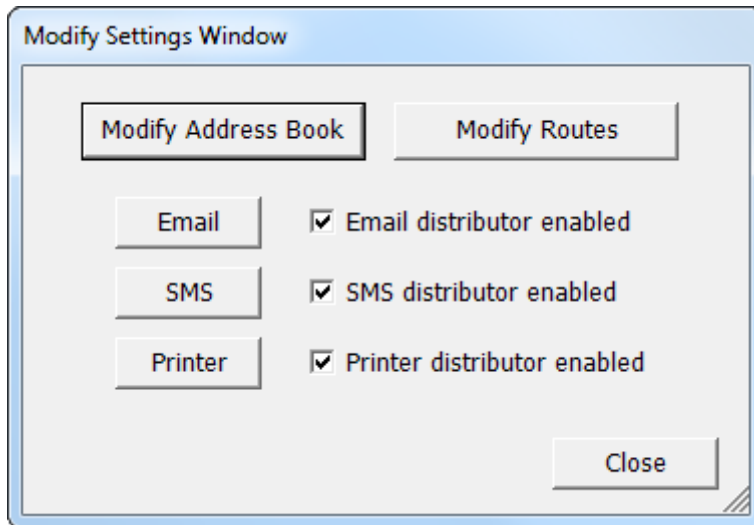 Modify Settings Window
Modify Address Book
Modify Routes
Email
Email distributor enabled
SMS
SMS distributor enabled
Printer
Printer distributor enabled
Close